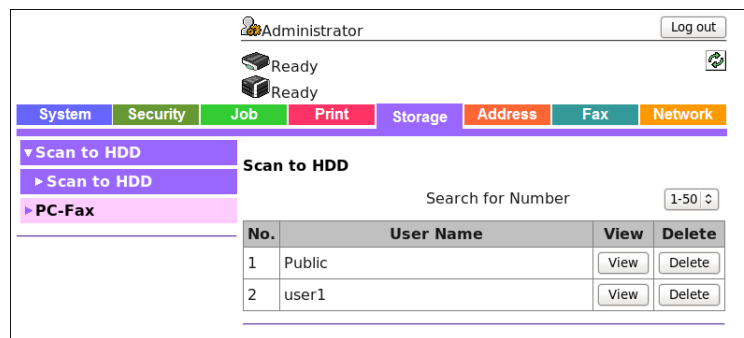 Administrator Log out
Ready
Ready
System Security Job Print Storage Address Fax Network
Scan to HDD
Scan to HDD
PC-Fax
Scan to HDD
Search for Number 1-50
No. User Name View Delete
1 Public View Delete
2 user1 View Delete